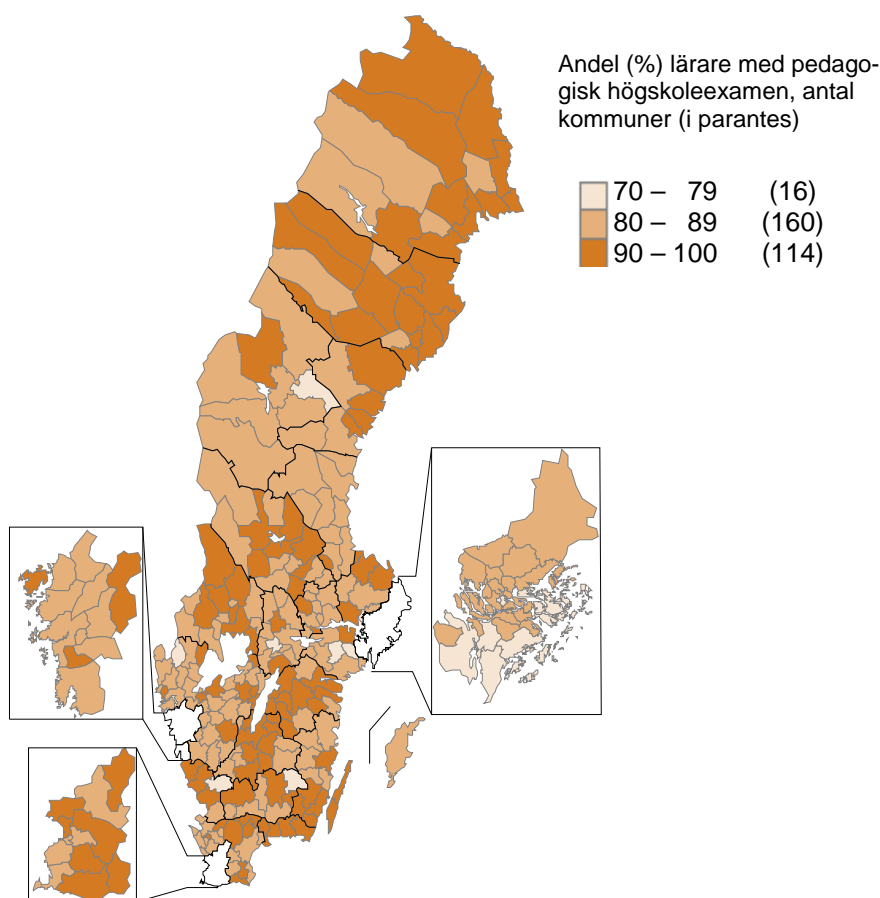 Andel (%) lärare med pedago-
gisk högskoleexamen, antal
kommuner (i parantes)
70 – 79 (16)
80 – 89 (160)
90 – 100 (114)